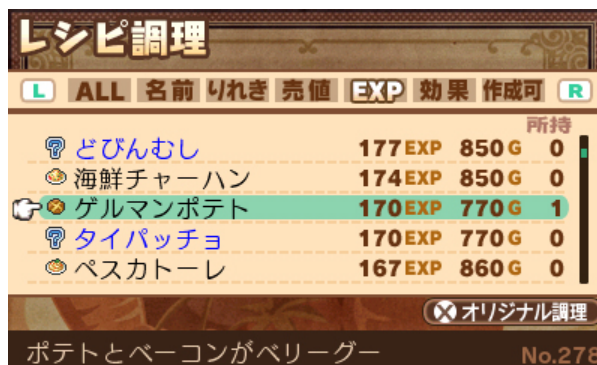 レシピ調理
L ALL 名前 りれき 売値 EXP 効果 作成可 R
所持
? どびんむし 177EXP 850G 0
海鮮チャーハン 174EXP 850G 0
ゲルマンポテト 170EXP 770G 1
? タイパッチョ 170EXP 770G 0
ペスカトーレ 167EXP 860G 0
オリジナル調理
ポテトとベーコンがベリーグー No.278